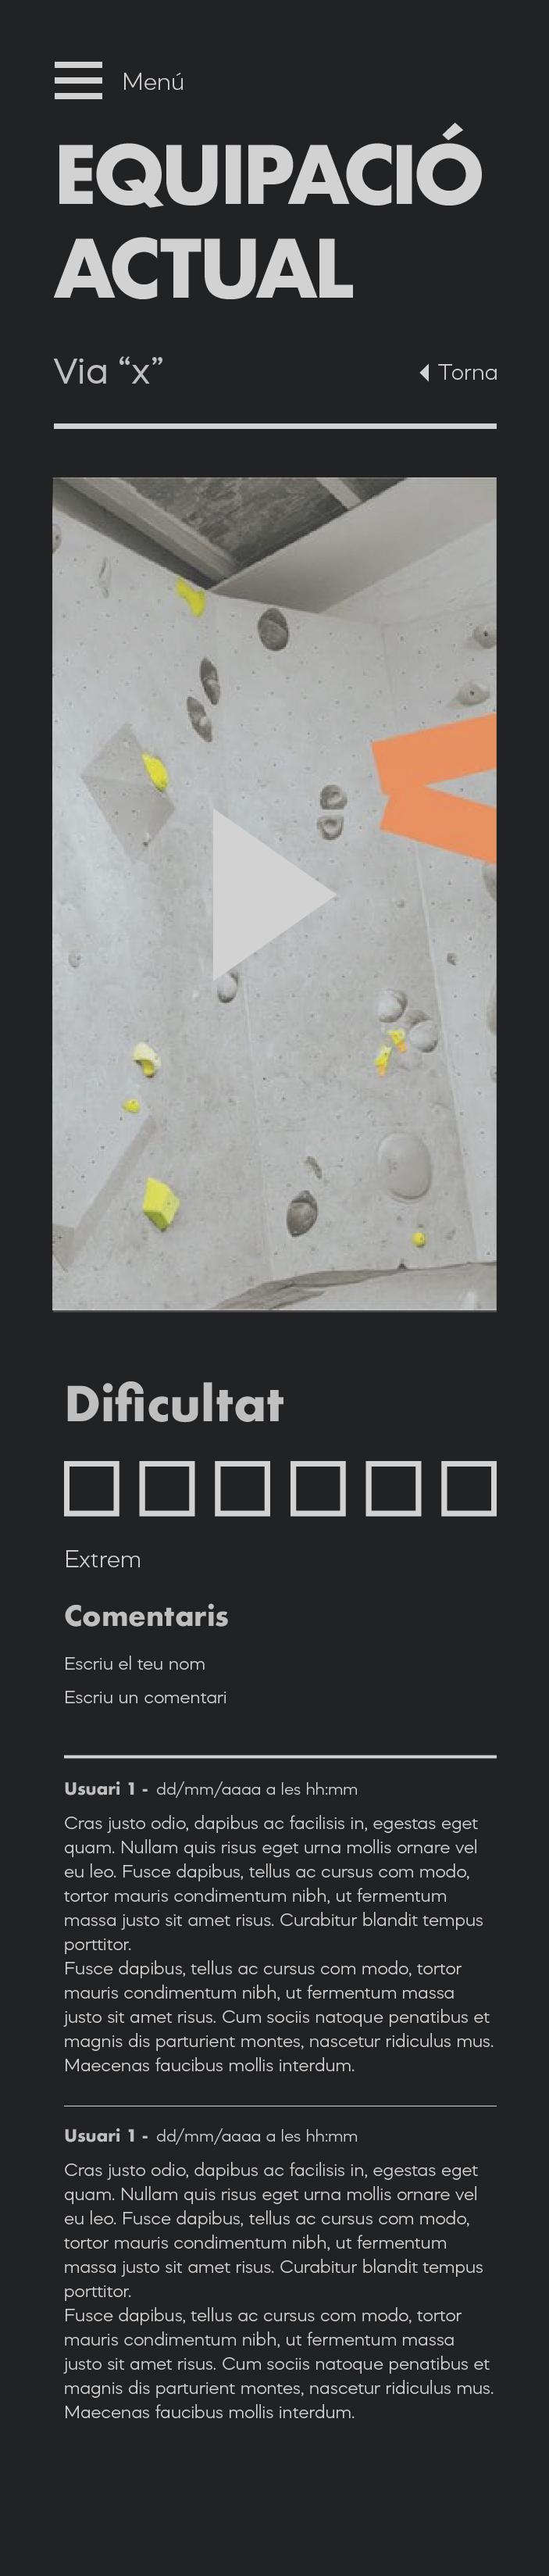 Menú
EQUIPACIÓ
ACTUAL
Via “x”
Torna
Dificultat
Extrem
Comentaris
Escriu el teu nom
Escriu un comentari
Usuari 1 - dd/mm/aaaa a les hh:mm
Cras justo odio, dapibus ac facilisis in, egestas eget
quam. Nullam quis risus eget urna mollis ornare vel
eu leo. Fusce dapibus, tellus ac cursus com modo,
tortor mauris condimentum nibh, ut fermentum
massa justo sit amet risus. Curabitur blandit tempus
porttitor.
Fusce dapibus, tellus ac cursus com modo, tortor
mauris condimentum nibh, ut fermentum massa
justo sit amet risus. Cum sociis natoque penatibus et
magnis dis parturient montes, nascetur ridiculus mus.
Maecenas faucibus mollis interdum.
Usuari 1 - dd/mm/aaaa a les hh:mm
Cras justo odio, dapibus ac facilisis in, egestas eget
quam. Nullam quis risus eget urna mollis ornare vel
eu leo. Fusce dapibus, tellus ac cursus com modo,
tortor mauris condimentum nibh, ut fermentum
massa justo sit amet risus. Curabitur blandit tempus
porttitor.
Fusce dapibus, tellus ac cursus com modo, tortor
mauris condimentum nibh, ut fermentum massa
justo sit amet risus. Cum sociis natoque penatibus et
magnis dis parturient montes, nascetur ridiculus mus.
Maecenas faucibus mollis interdum.